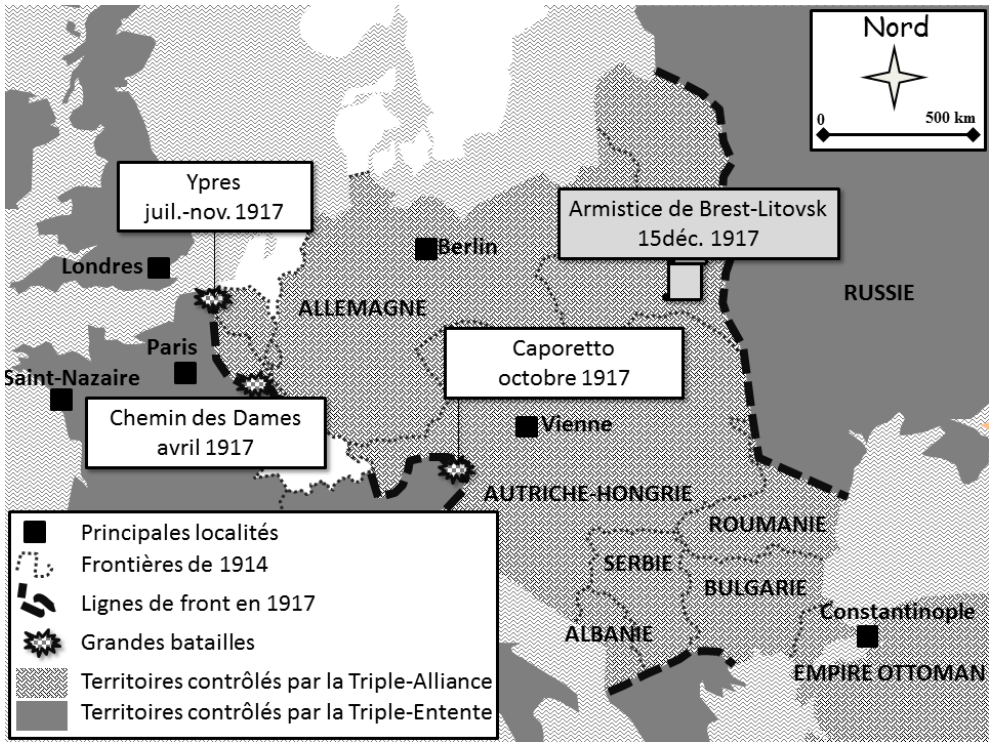 Nord
0 500 km
Ypres
juil.-nov. 1917
Armistice de Brest-Litovsk
15déc. 1917
Berlin
Londres
RUSSIE
ALLEMAGNE
Paris
Caporetto
octobre 1917
Saint-Nazaire
Chemin des Dames
avril 1917
Vienne
AUTRICHE-HONGRIE
ROUMANIE
SERBIE
BULGARIE
Constantinople
ALBANIE
EMPIRE OTTOMAN
Principales localités
Frontières de 1914
Lignes de front en 1917
Grandes batailles
Territoires contrôlés par la Triple-Alliance
Territoires contrôlés par la Triple-Entente